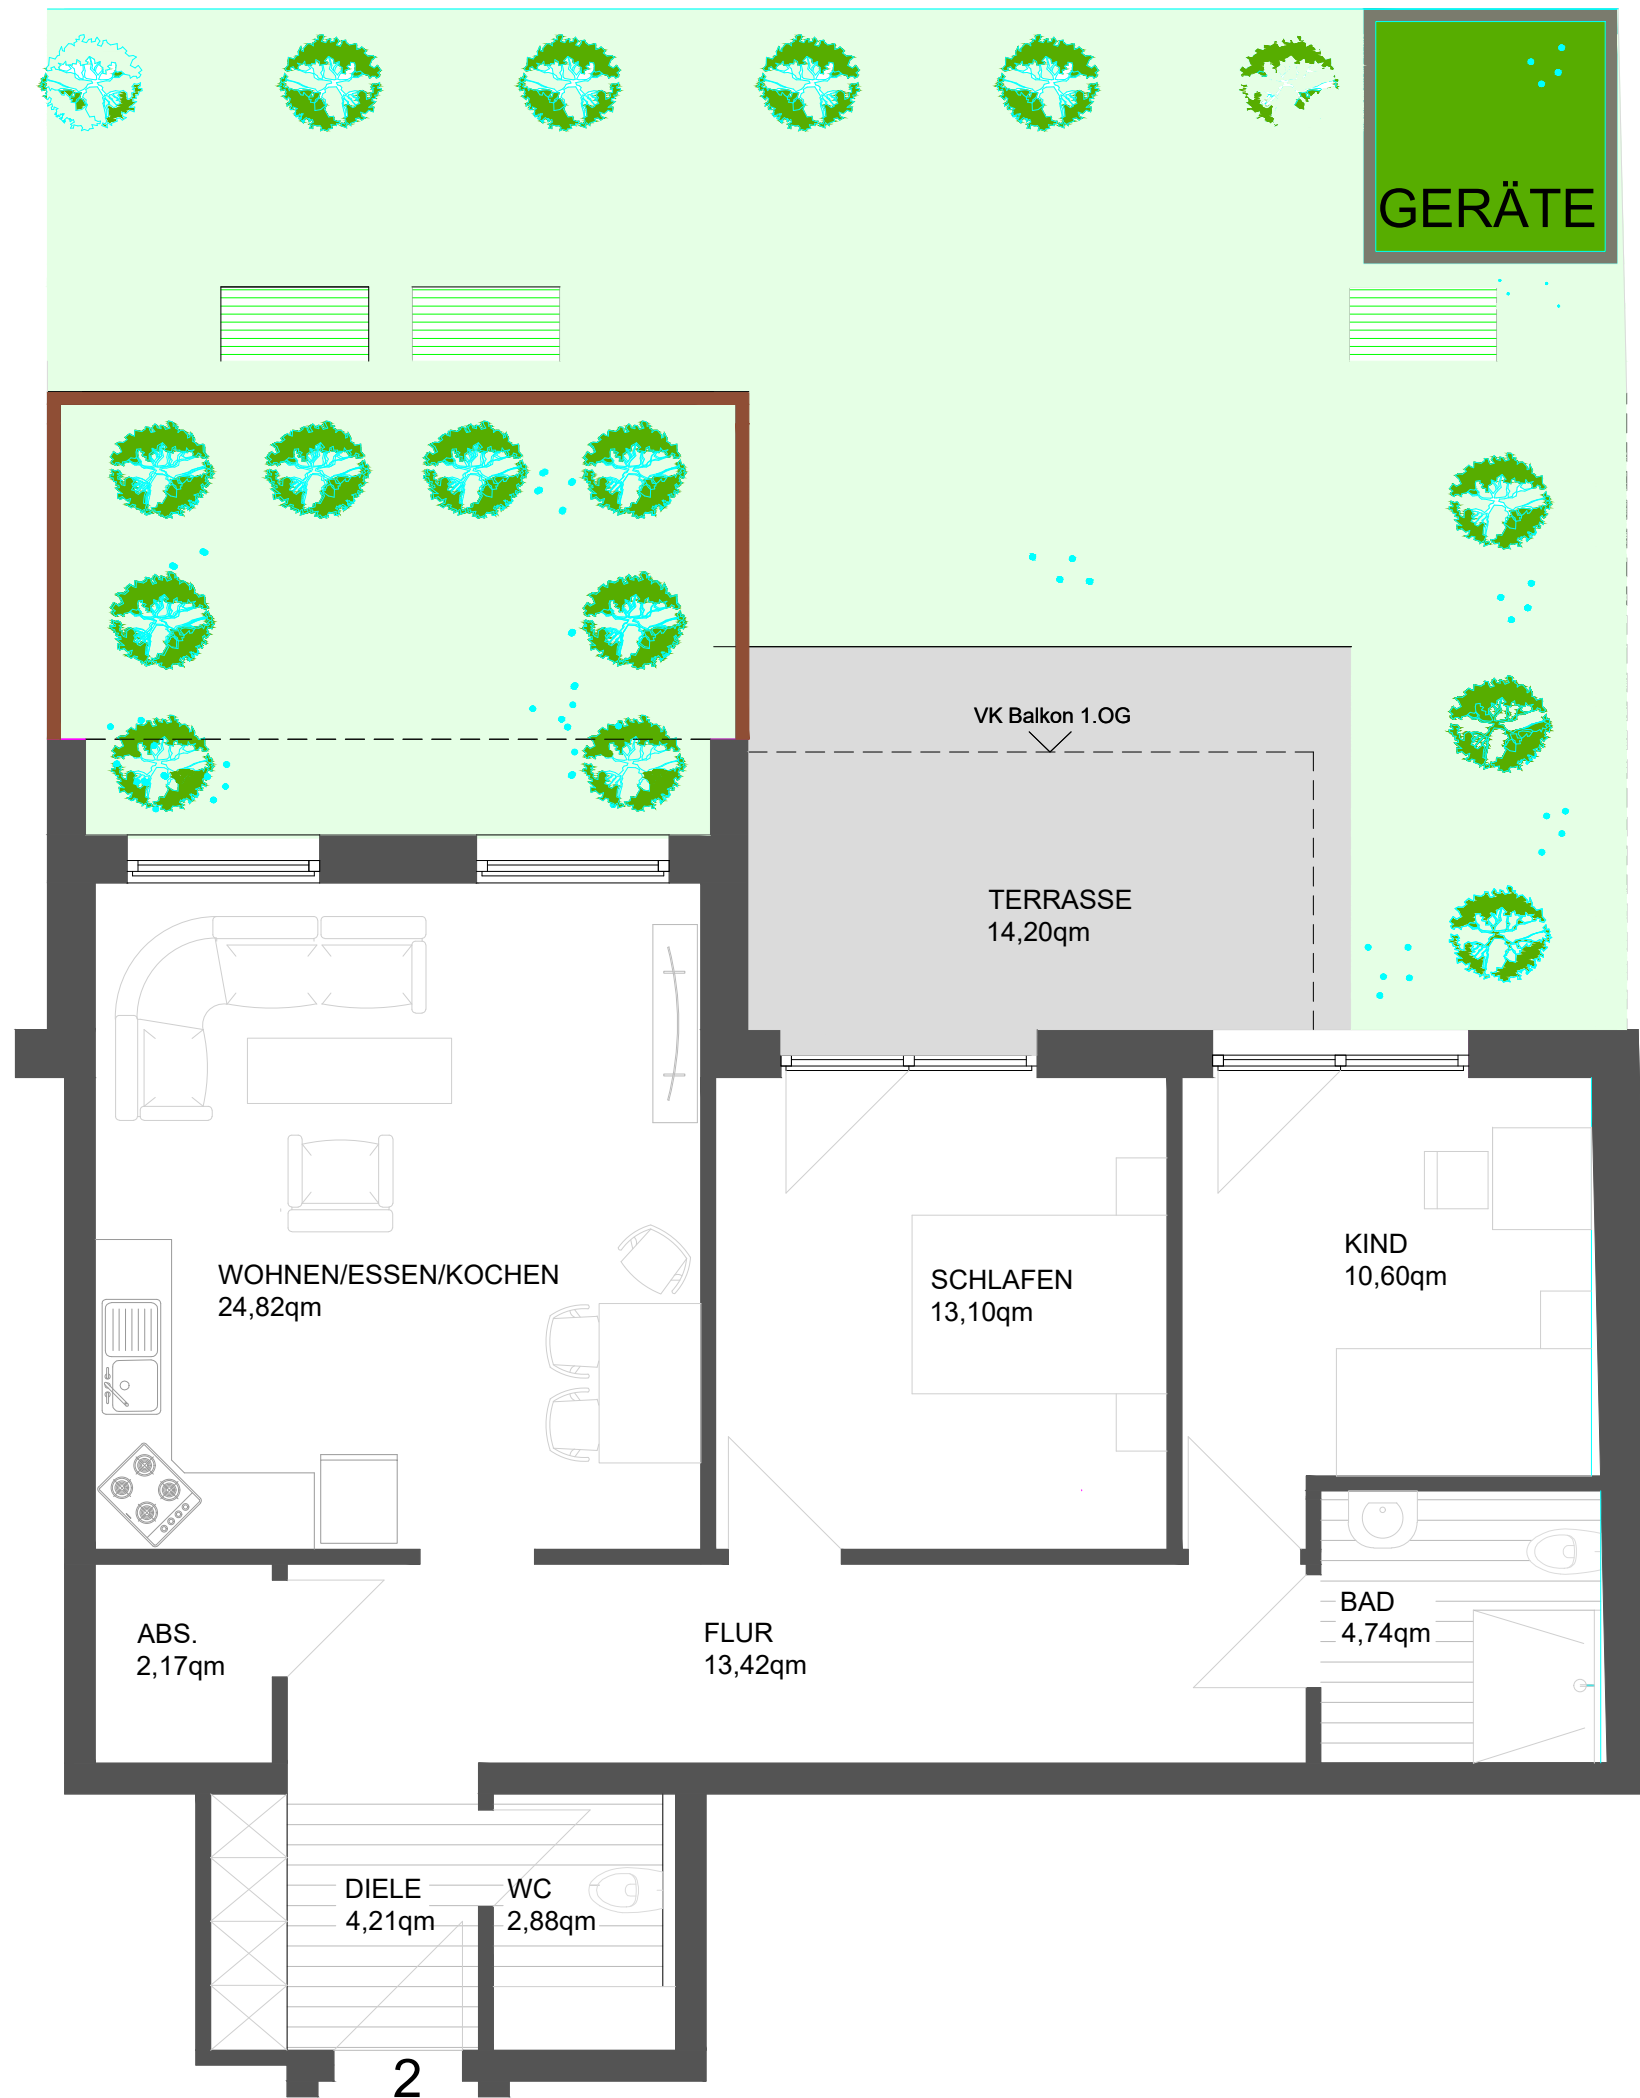 GERÄTE
VK Balkon 1.OG
TERRASSE
14,20qm
WOHNEN/ESSEN/KOCHEN
24,82qm
SCHLAFEN
13,10qm
KIND
10,60qm
ABS.
2,17qm
FLUR
13,42qm
BAD
4,74qm
DIELE
4,21qm
WC
2,88qm
2